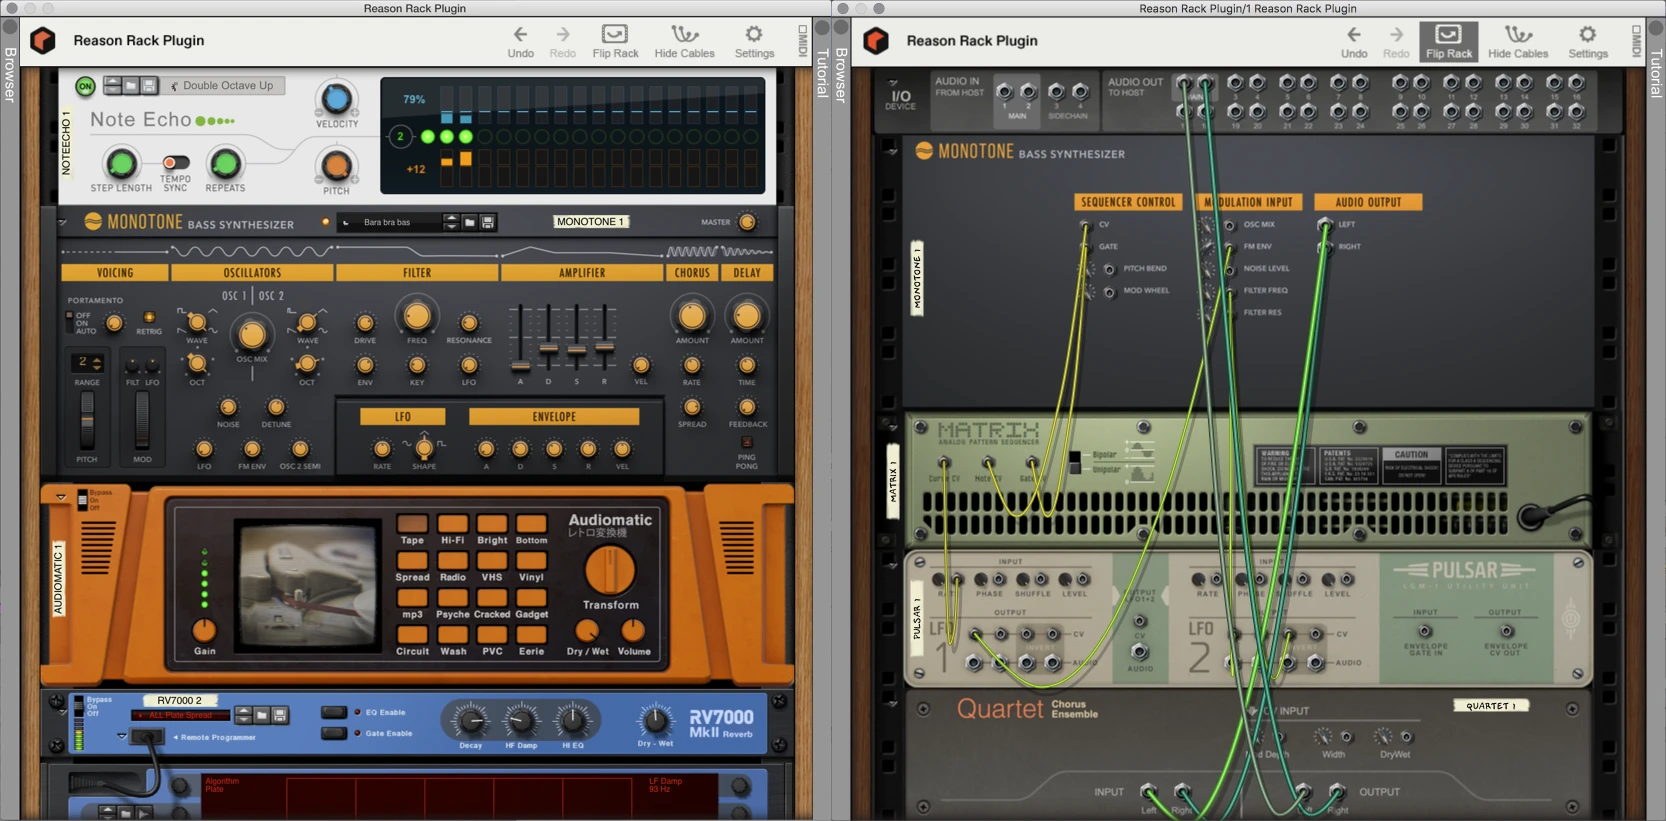 Reason Rack Plugin
Reason Rack Plugin/1 Reason Rack Plugin
Browser
Reason Rack Plugin
Undo
Redo
Flip Rack
Hide Cables
Settings
MIDI
Tutorial
ON
Double Octave Up
NOTEECHO 1
Note Echo
STEP LENGTH
TEMPO
SYNC
REPEATS
VELOCITY
PITCH
79%
2
+12
MONOTONE BASS SYNTHESIZER
Bara bra bas
MONOTONE 1
MASTER
VOICING
OSCILLATORS
FILTER
AMPLIFIER
CHORUS
DELAY
PORTAMENTO
OFF
ON
AUTO
RETRIG
2
RANGE
FILT LFO
PITCH
MOD
OSC 1
OSC 2
WAVE
OSC MIX
WAVE
OCT
OCT
NOISE
DETUNE
LFO
FM ENV
OSC 2 SEMI
DRIVE
FREQ
RESONANCE
ENV
KEY
LFO
A
D
S
R
VEL
AMOUNT
AMOUNT
RATE
TIME
SPREAD
FEEDBACK
PING
PONG
LFO
RATE
SHAPE
ENVELOPE
A
D
S
R
VEL
Bypass
On
Off
AUDIOMATIC 1
Gain
Tape
Hi-Fi
Bright
Bottom
Spread
Radio
VHS
Vinyl
mp3
Psyche
Cracked
Gadget
Circuit
Wash
PVC
Eerie
Audiomatic
レトロ変換機
Transform
Dry / Wet
Volume
Bypass
On
Off
RV7000 2
ALL Plate Spread
Remote Programmer
EQ Enable
Gate Enable
Decay
HF Damp
HI EQ
Dry - Wet
RV7000
MkII Reverb
Algorithm
Plate
LF Damp
93 Hz
Browser
Reason Rack Plugin
Undo
Redo
Flip Rack
Hide Cables
Settings
MIDI
Tutorial
I/O
DEVICE
AUDIO IN
FROM HOST
1
2
3
4
MAIN
SIDECHAIN
AUDIO OUT
TO HOST
MONOTONE BASS SYNTHESIZER
MONOTONE 1
SEQUENCER CONTROL
CV
GATE
PITCH BEND
MOD WHEEL
MODULATION INPUT
OSC MIX
FM ENV
NOISE LEVEL
FILTER FREQ
FILTER RES
AUDIO OUTPUT
LEFT
RIGHT
MATRIX
ANALOG PATTERN SEQUENCER
MATRIX 1
Bipolar
Unipolar
WARNING
PATENTS
CAUTION
PULSAR 1
INPUT
PHASE
SHUFFLE
LEVEL
OUTPUT
LFO
1
CV
AUDIO
CV
AUDIO
RATE
LEVEL
LFO
2
CV
AUDIO
PULSAR
INPUT
OUTPUT
ENVELOPE
GATE IN
ENVELOPE
CV OUT
Quartet Chorus
Ensemble
QUARTET 1
CV INPUT
Width
DryWet
INPUT
Left
Right
OUTPUT
Right